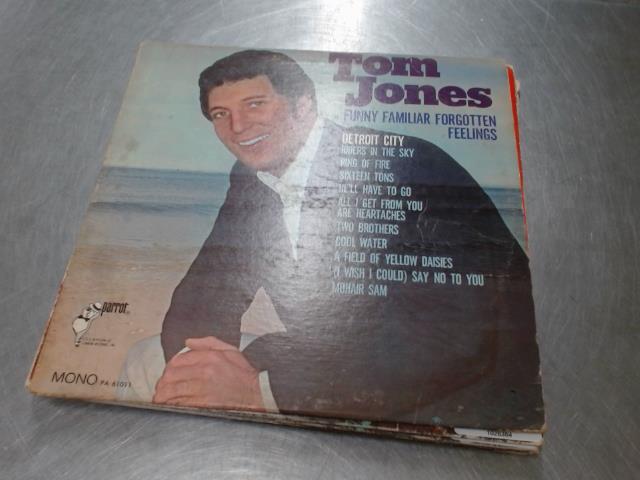 Tom
Jones
FUNNY FAMILIAR FORGOTTEN
FEELINGS
DETROIT CITY
RIDERS IN THE SKY
RING OF FIRE
SIXTEEN TONS
HE'LL HAVE TO GO
ALL I GET FROM YOU
ARE HEARTACHES
TWO BROTHERS
COOL WATER
A FIELD OF YELLOW DAISIES
(I WISH I COULD) SAY NO TO YOU
MOHAIR SAM
parrot
MONO PA 61011